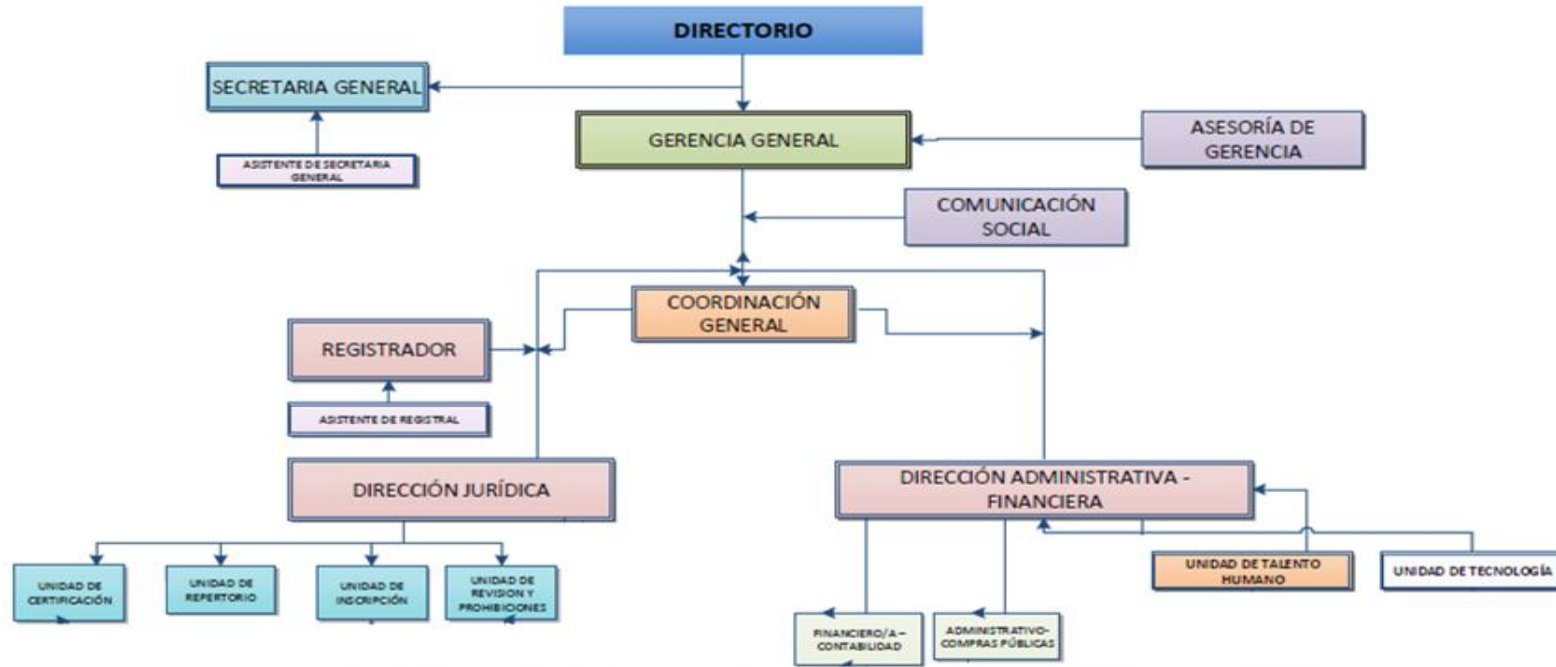 DIRECTORIO
SECRETARIA GENERAL
GERENCIA GENERAL
ASESORÍA DE
GERENCIA
ASISTENTE DE SECRETARIA
GENERAL
COMUNICACIÓN
SOCIAL
COORDINACIÓN
GENERAL
REGISTRADOR
ASISTENTE DE REGISTRAL
DIRECCIÓN JURÍDICA
DIRECCIÓN ADMINISTRATIVA -
FINANCIERA
UNIDAD DE
CERTIFICACIÓN
UNIDAD DE
REPERTORIO
UNIDAD DE
INSCRIPCIÓN
UNIDAD DE
REVISION Y
PROHIBICIONES
UNIDAD DE TALENTO
HUMANO
UNIDAD DE TECNOLOGÍA
FINANCIERO/A –
CONTABILIDAD
ADMINISTRATIVO-
COMPRAS PÚBLICAS